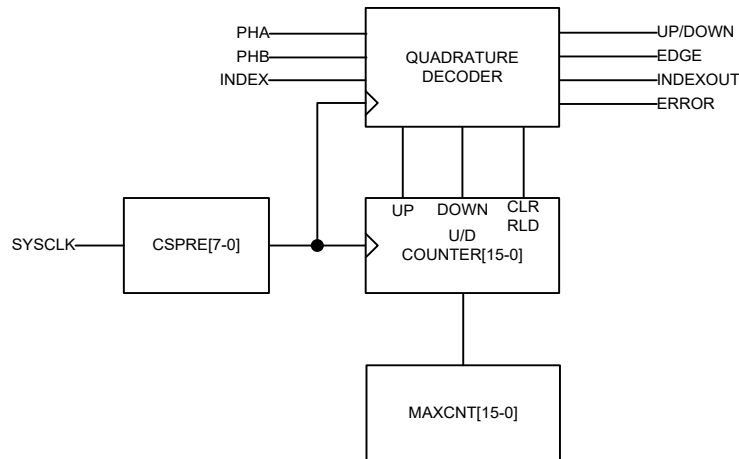 PHA
PHB
INDEX
QUADRATURE
DECODER
UP/DOWN
EDGE
INDEXOUT
ERROR
SYSCLK
CSPRE[7-0]
UP
DOWN
CLR
RLD
U/D
COUNTER[15-0]
MAXCNT[15-0]